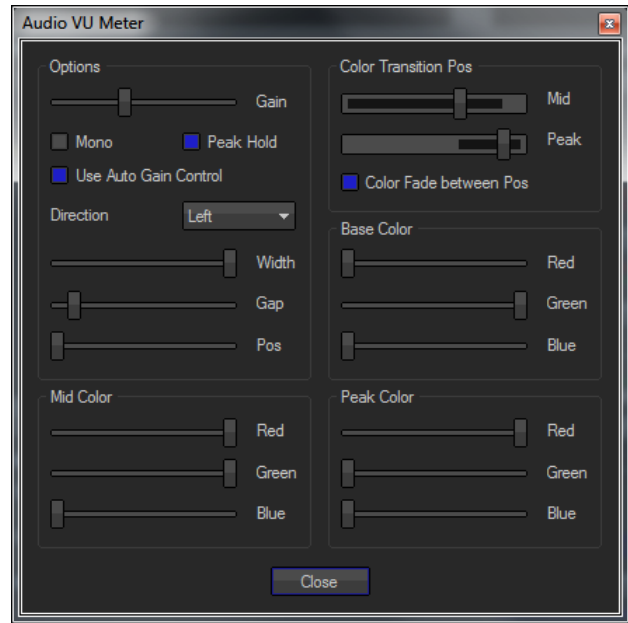 Audio VU Meter
Options
Gain
Mono Peak Hold
Use Auto Gain Control
Direction Left
Width
Gap
Pos
Color Transition Pos
Mid
Peak
Color Fade between Pos
Base Color
Red
Green
Blue
Mid Color
Red
Green
Blue
Peak Color
Red
Green
Blue
Close